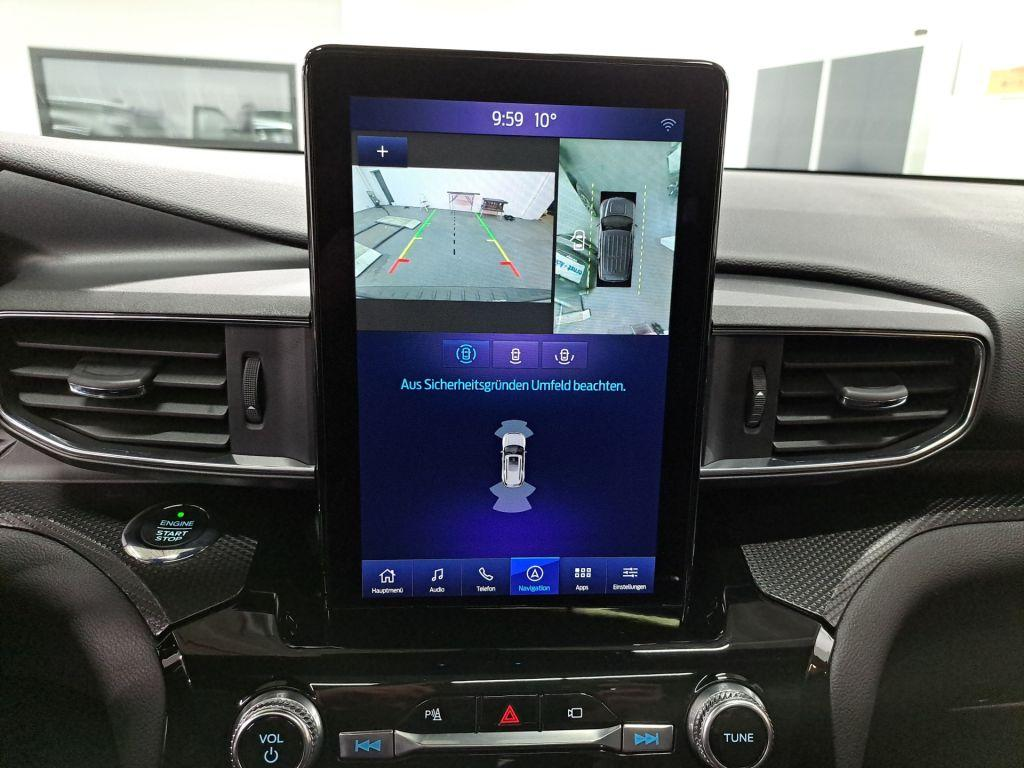 9:59 10°
+
Aus Sicherheitsgründen Umfeld beachten.
ENGINE
START
STOP
Hauptmenü
Audio
Telefon
Navigation
Apps
Einstellungen
VOL
TUNE